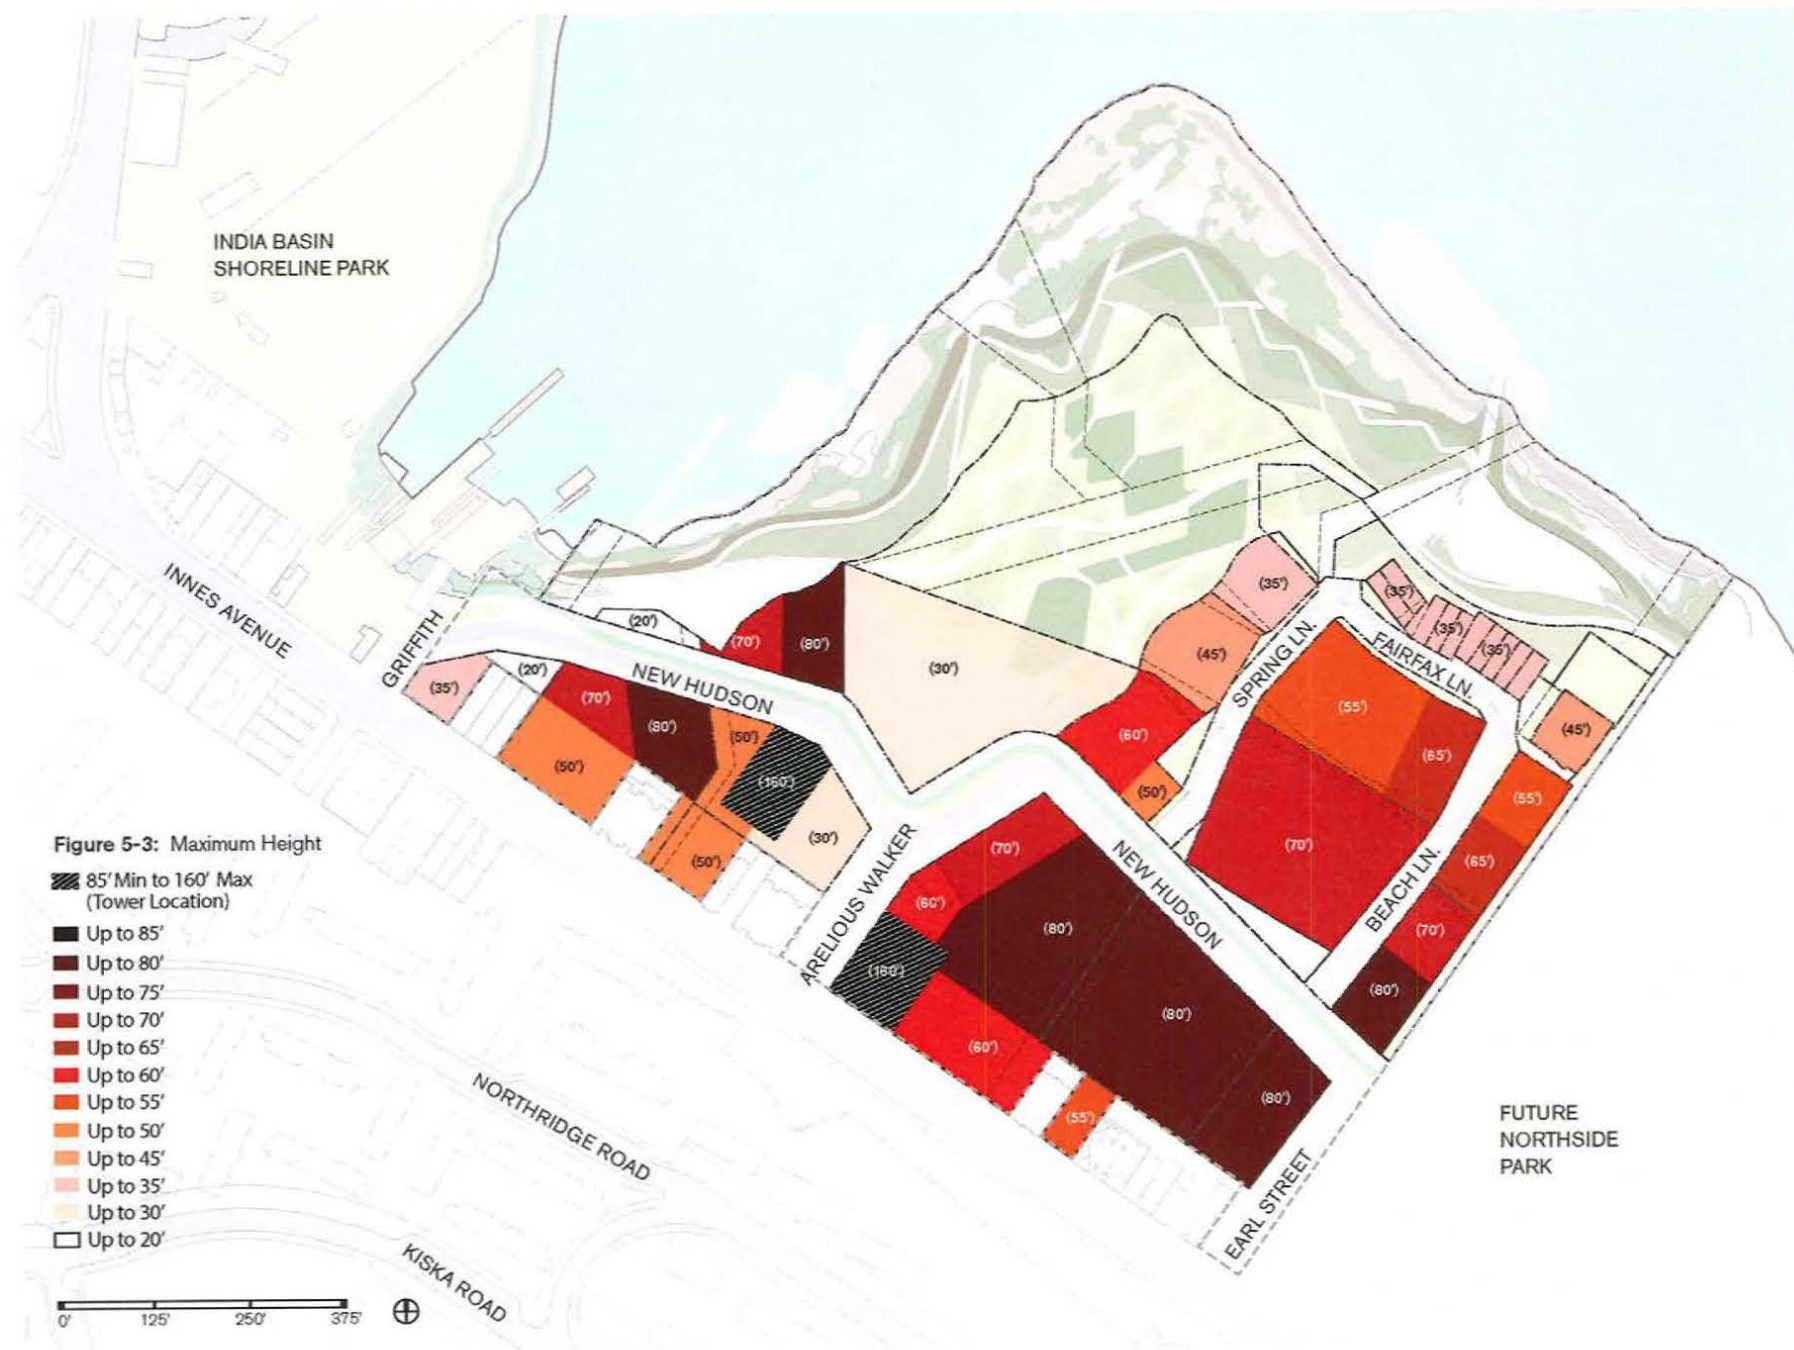 INDIA BASIN
SHORELINE PARK
INNES AVENUE
GRIFFITH
NEW HUDSON
(20')
(70')
(80')
(30')
(35')
(20')
(70')
(80')
(50')
(50')
(160')
(30')
(50')
(35')
(45')
(60')
(50')
SPRING LN.
FAIRFAX LN.
(35')
(35')
(35')
(55')
(65')
(70')
(45')
(55')
(65')
(70')
(80')
BEACH LN.
NEW HUDSON
ARELIOUS WALKER
(70')
(60')
(80')
(160')
(80')
(60')
(55')
(80')
EARL STREET
FUTURE
NORTHSIDE
PARK
NORTHRIDGE ROAD
KISKA ROAD
Figure 5-3: Maximum Height
85' Min to 160' Max
(Tower Location)
Up to 85'
Up to 80'
Up to 75'
Up to 70'
Up to 65'
Up to 60'
Up to 55'
Up to 50'
Up to 45'
Up to 35'
Up to 30'
Up to 20'
0' 125' 250' 375'